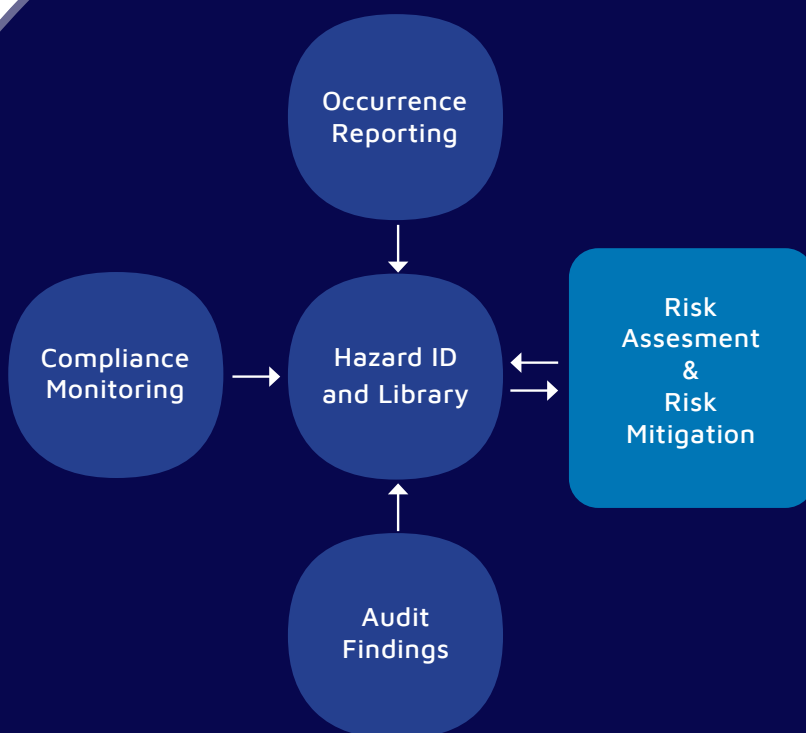 Occurrence
Reporting
Compliance
Monitoring
Hazard ID
and Library
Risk
Assesment
&
Risk
Mitigation
Audit
Findings